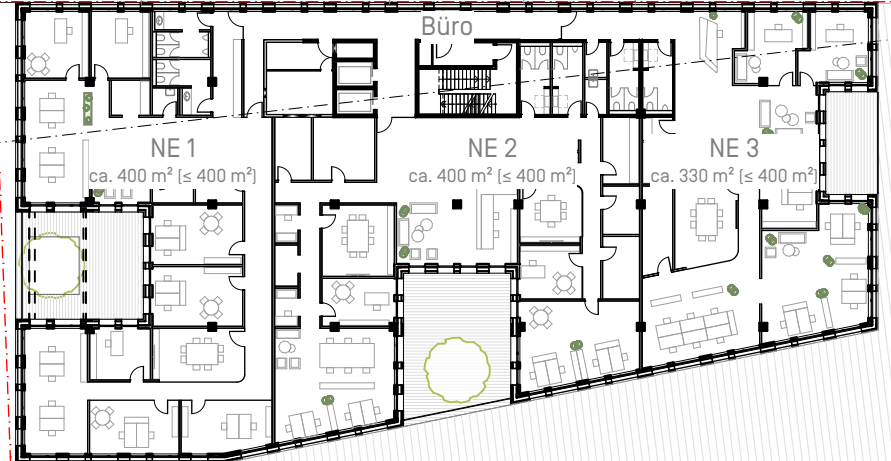 Büro
NE 1
ca. 400 m² (≤ 400 m²)
NE 2
ca. 400 m² (≤ 400 m²)
NE 3
ca. 330 m² (≤ 400 m²)